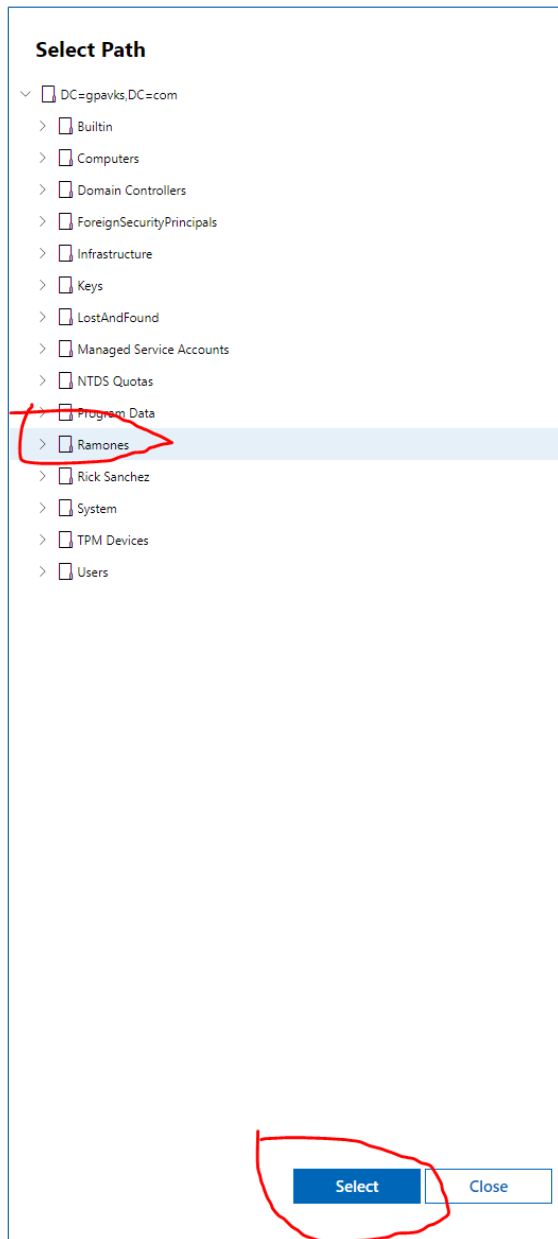 Select Path
DC=gpavks,DC=com
Builtin
Computers
Domain Controllers
ForeignSecurityPrincipals
Infrastructure
Keys
LostAndFound
Managed Service Accounts
NTDS Quotas
Program Data
Ramones
Rick Sanchez
System
TPM Devices
Users
Select Close